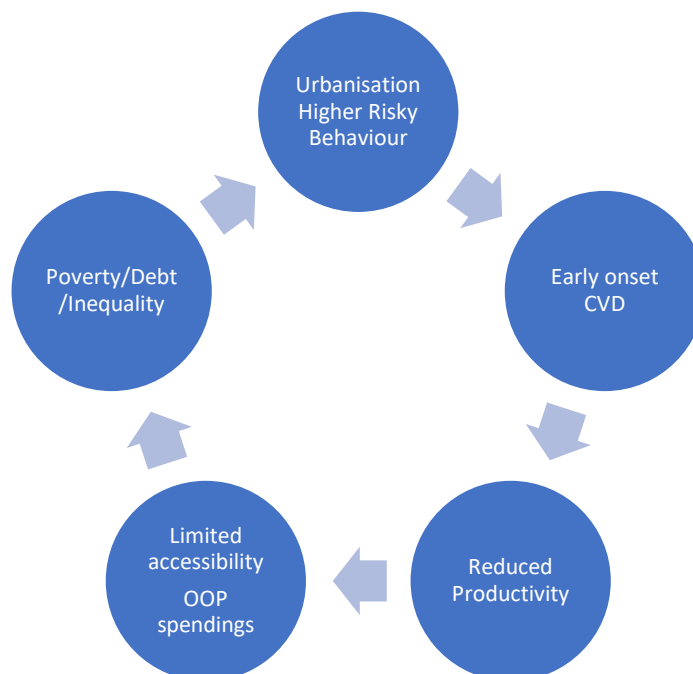 Urbanisation
Higher Risky
Behaviour
Early onset
CVD
Reduced
Productivity
Limited
accessibility
OOP
spendings
Poverty/Debt
/Inequality